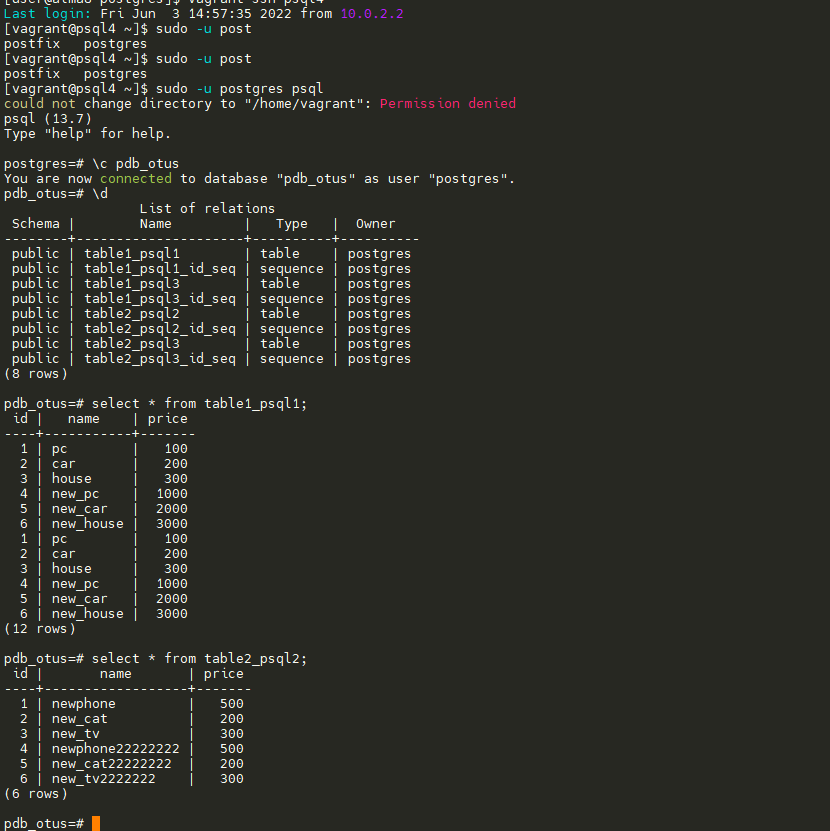 [user@alma8 postgres]$ vagrant ssh psql4
Last login: Fri Jun  3 14:57:35 2022 from 10.0.2.2
[vagrant@psql4 ~]$ sudo -u post
postfix   postgres
[vagrant@psql4 ~]$ sudo -u post
postfix   postgres
[vagrant@psql4 ~]$ sudo -u postgres psql
could not change directory to "/home/vagrant": Permission denied
psql (13.7)
Type "help" for help.

postgres=# \c pdb_otus
You are now connected to database "pdb_otus" as user "postgres".
pdb_otus=# \d
                 List of relations
 Schema |        Name         |   Type   |  Owner
--------+---------------------+----------+----------
 public | table1_psql1        | table    | postgres
 public | table1_psql1_id_seq | sequence | postgres
 public | table1_psql3        | table    | postgres
 public | table1_psql3_id_seq | sequence | postgres
 public | table2_psql2        | table    | postgres
 public | table2_psql2_id_seq | sequence | postgres
 public | table2_psql3        | table    | postgres
 public | table2_psql3_id_seq | sequence | postgres
(8 rows)

pdb_otus=# select * from table1_psql1;
 id |   name    | price
----+-----------+-------
  1 | pc        |   100
  2 | car       |   200
  3 | house     |   300
  4 | new_pc    |  1000
  5 | new_car   |  2000
  6 | new_house |  3000
  1 | pc        |   100
  2 | car       |   200
  3 | house     |   300
  4 | new_pc    |  1000
  5 | new_car   |  2000
  6 | new_house |  3000
(12 rows)

pdb_otus=# select * from table2_psql2;
 id |       name       | price
----+------------------+-------
  1 | newphone         |   500
  2 | new_cat          |   200
  3 | new_tv           |   300
  4 | newphone22222222 |   500
  5 | new_cat22222222  |   200
  6 | new_tv2222222    |   300
(6 rows)

pdb_otus=#